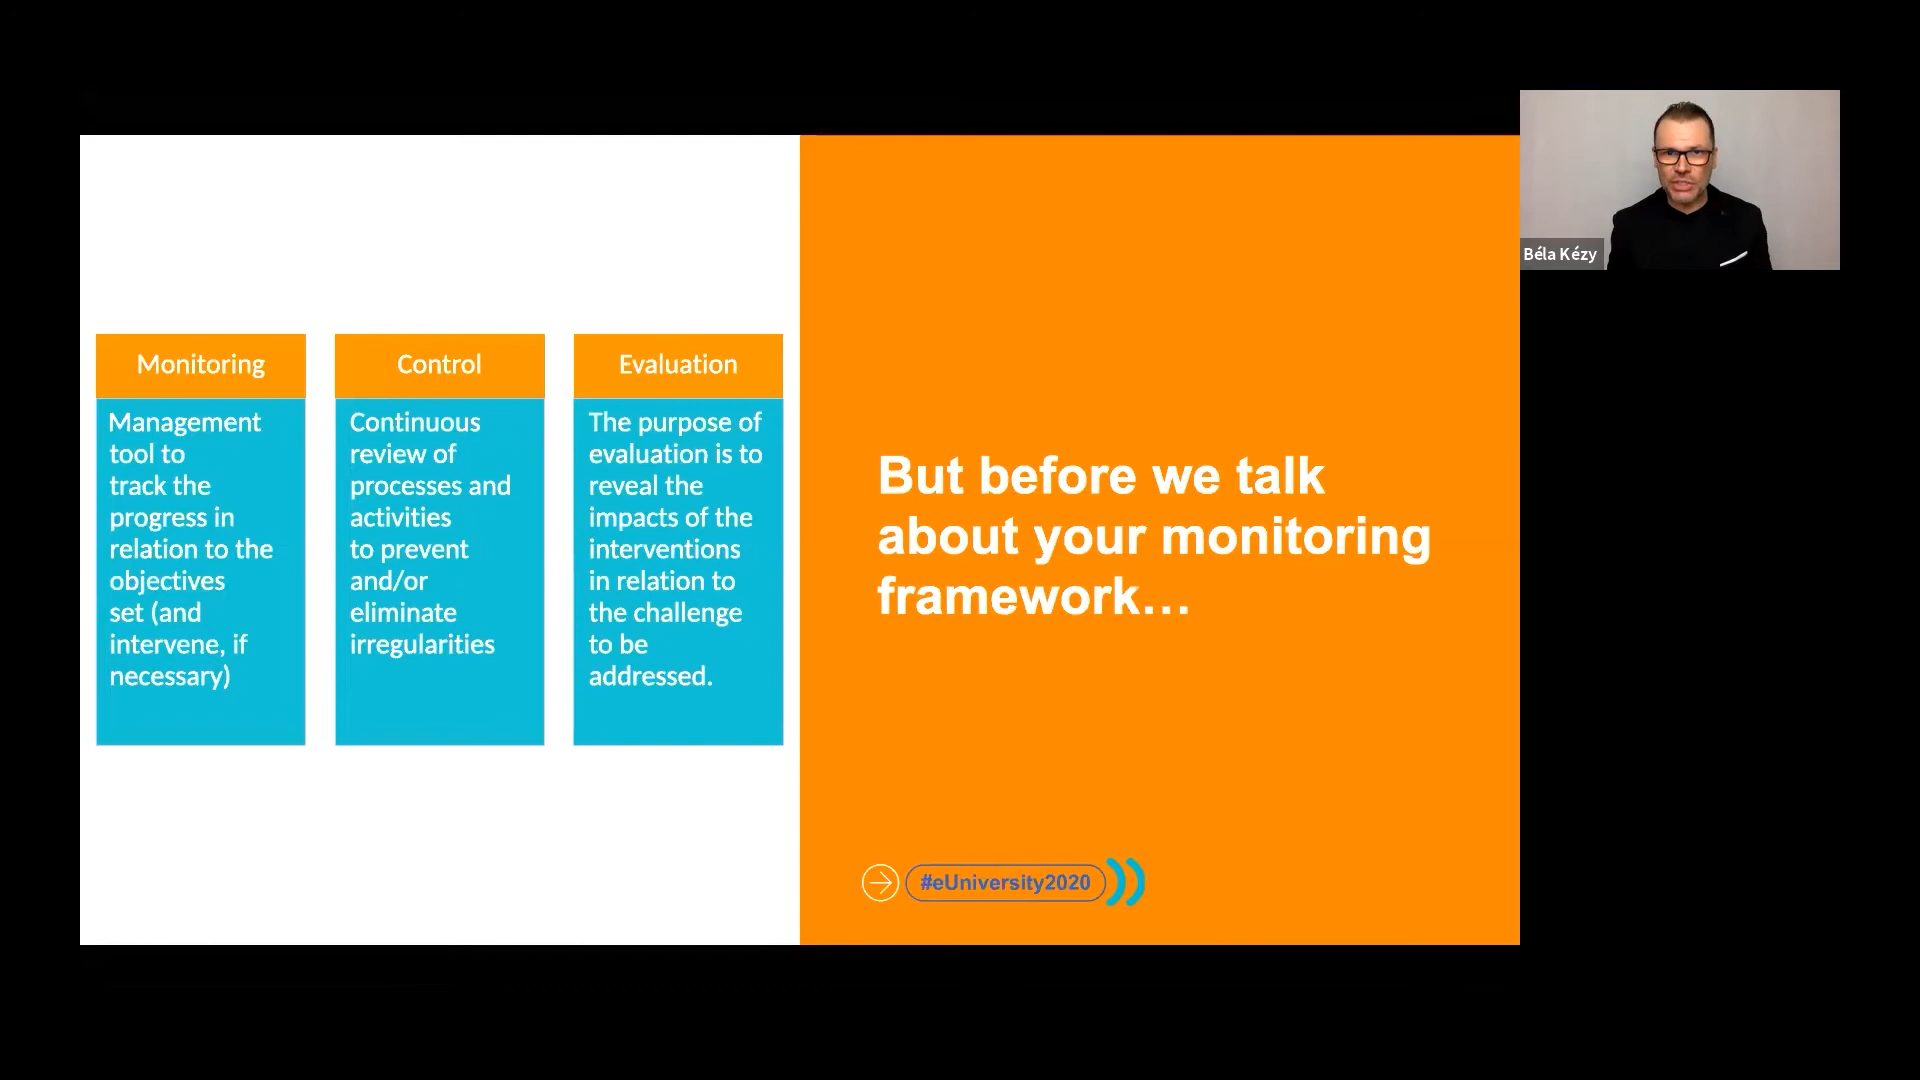 Monitoring
Management
tool to
track the
progress in
relation to the
objectives
set (and
intervene, if
necessary)
Control
Continuous
review of
processes and
activities
to prevent
and/or
eliminate
irregularities
Evaluation
The purpose of
evaluation is to
reveal the
impacts of the
interventions
in relation to
the challenge
to be
addressed.
But before we talk
about your monitoring
framework…
#eUniversity2020
Béla Kézy